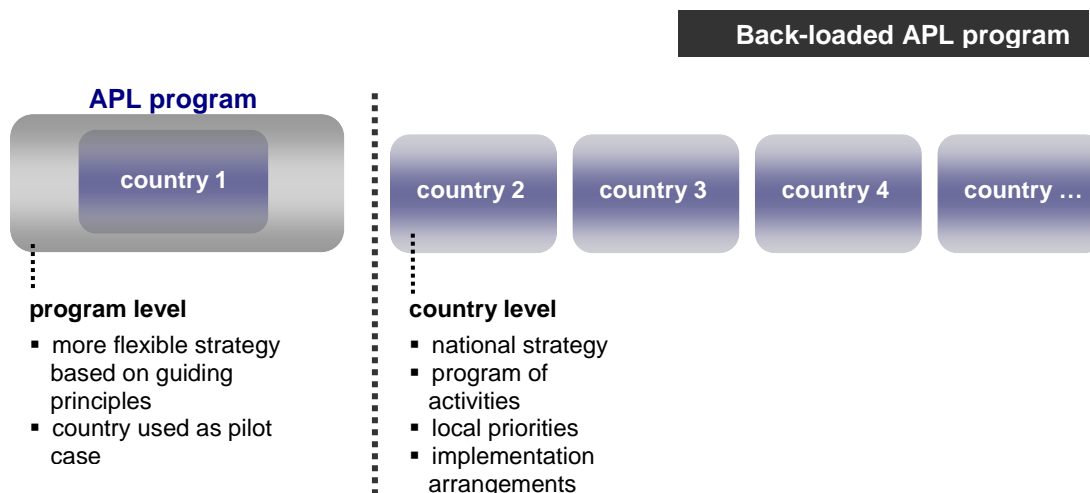 Back-loaded APL program
APL program
country 1
country 2
country 3
country 4
country ...
program level
▪ more flexible strategy
based on guiding
principles
▪ country used as pilot
case
country level
▪ national strategy
▪ program of
activities
▪ local priorities
▪ implementation
arrangements